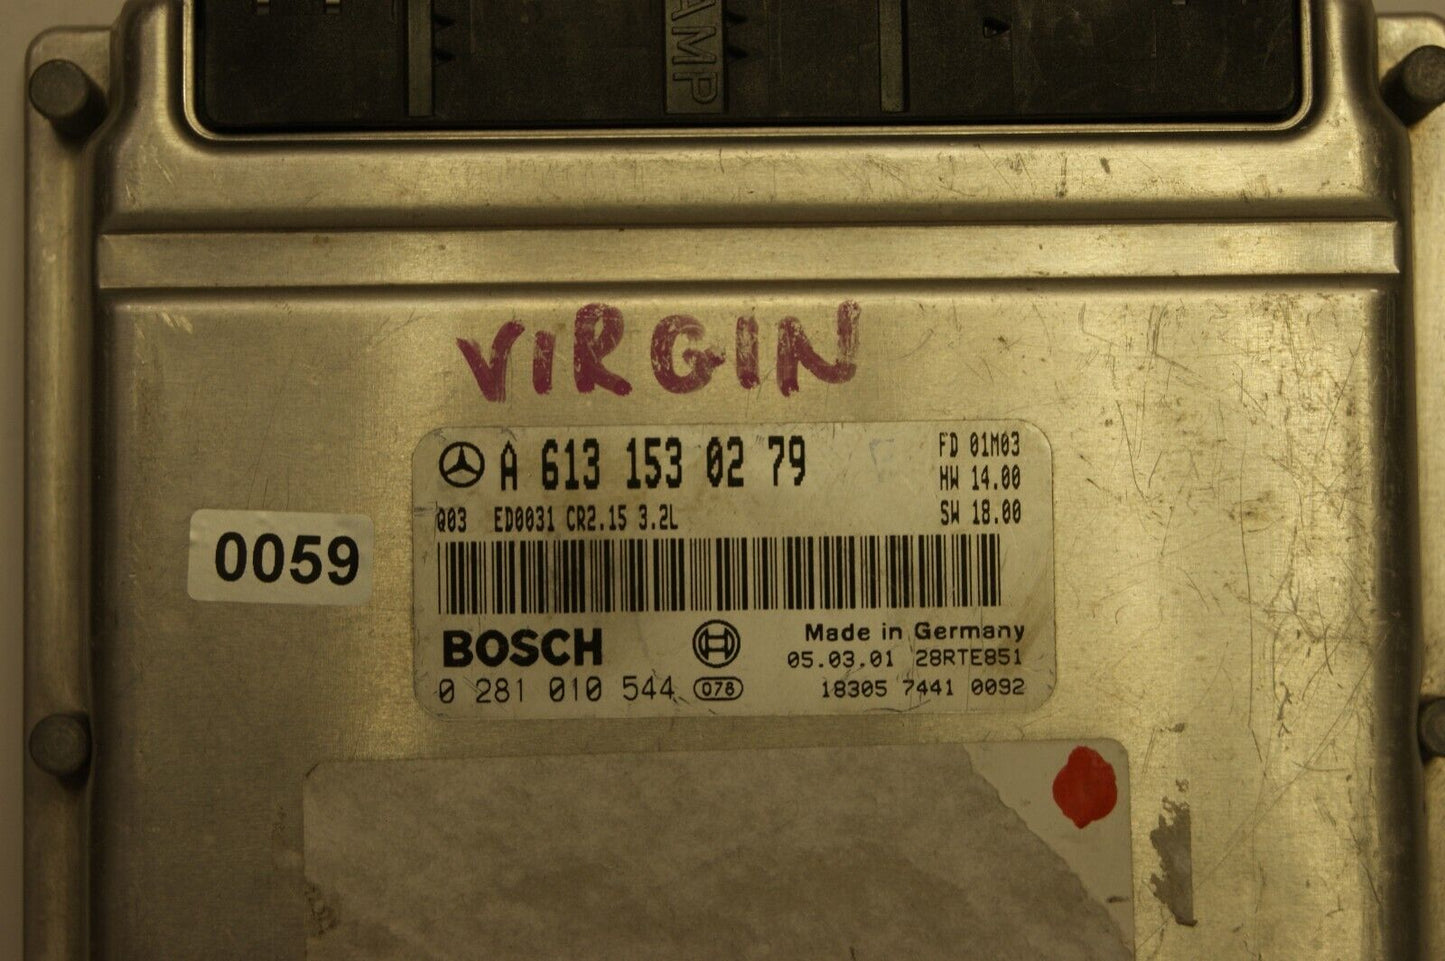 AMP
VIRGIN
A 613 153 02 79
FD 01M03
HW 14.00
SW 18.00
Q03 ED0031 CR2.15 3.2L
0059
BOSCH
Made in Germany
05.03.01 28RTE851
0 281 010 544 078
18305 7441 0092